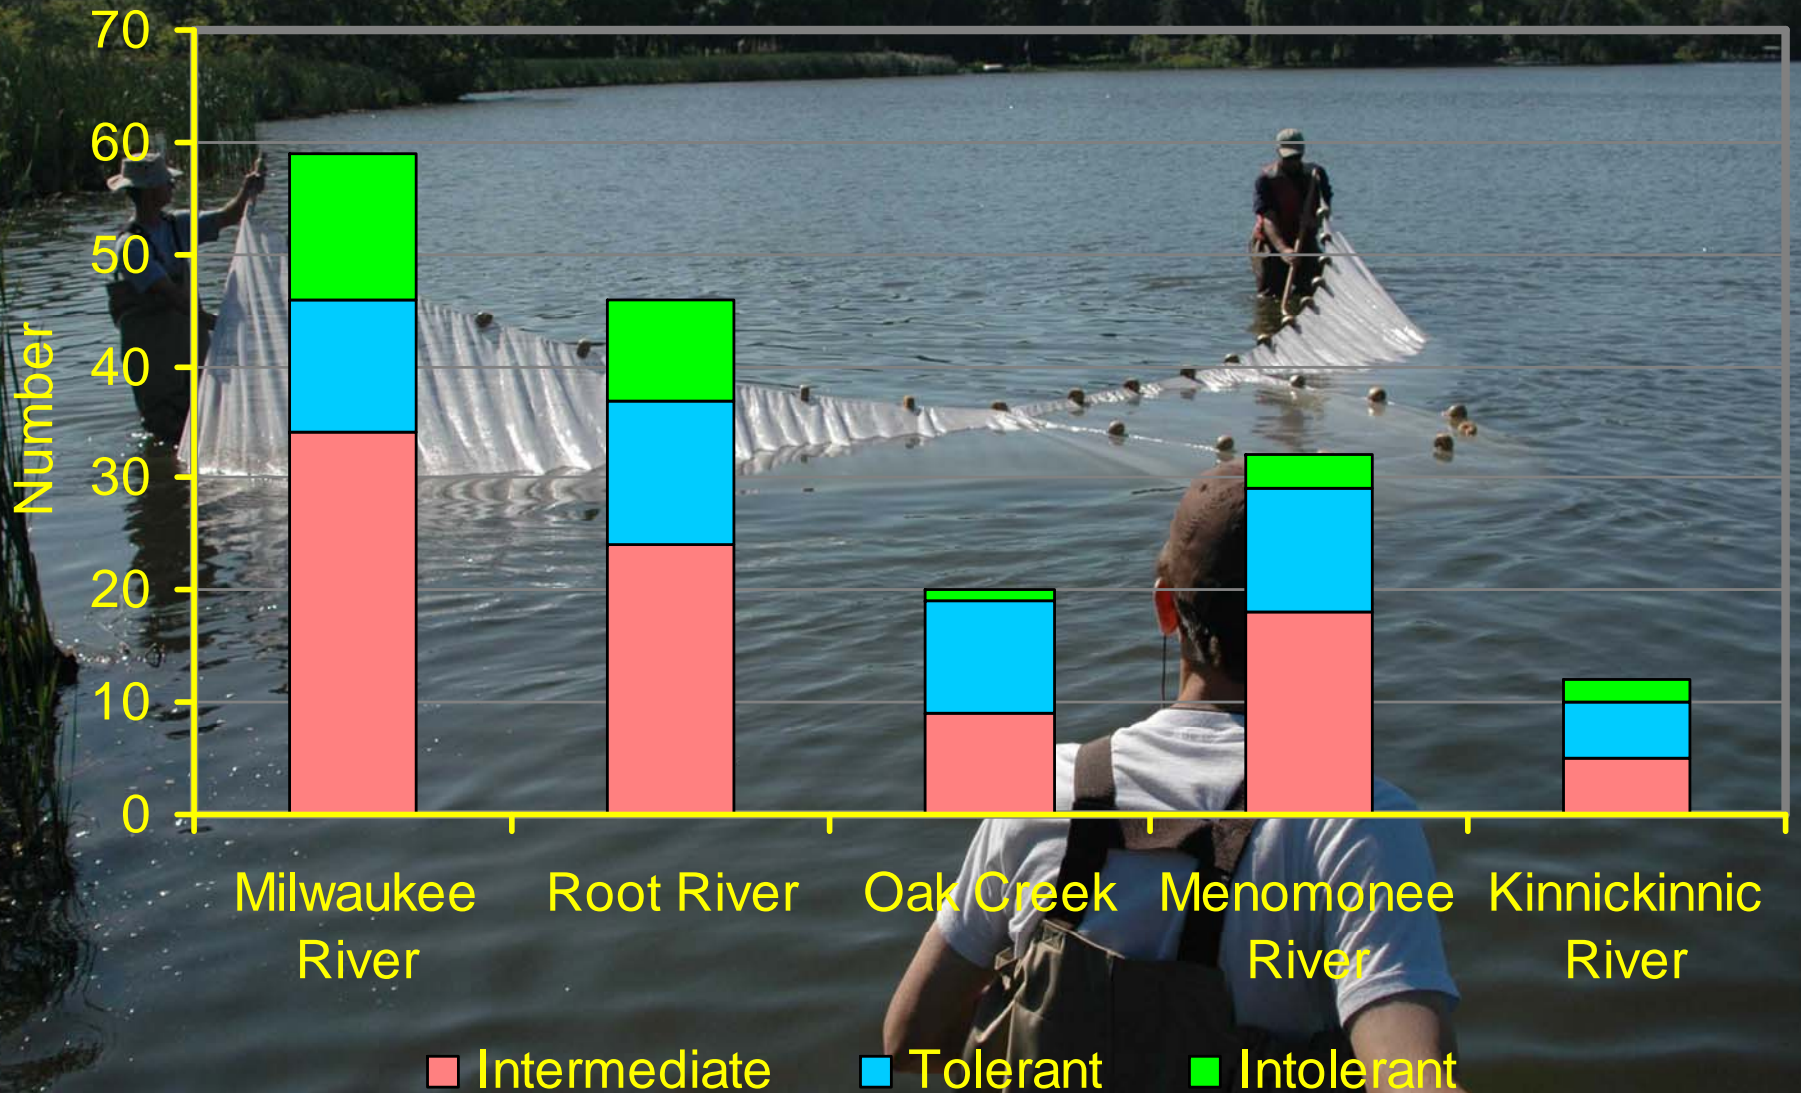 70
60
50
40
30
20
10
0
Number
Milwaukee
River
Root River
Oak Creek
Menomonee
River
Kinnickinnic
River
Intermediate
Tolerant
Intolerant